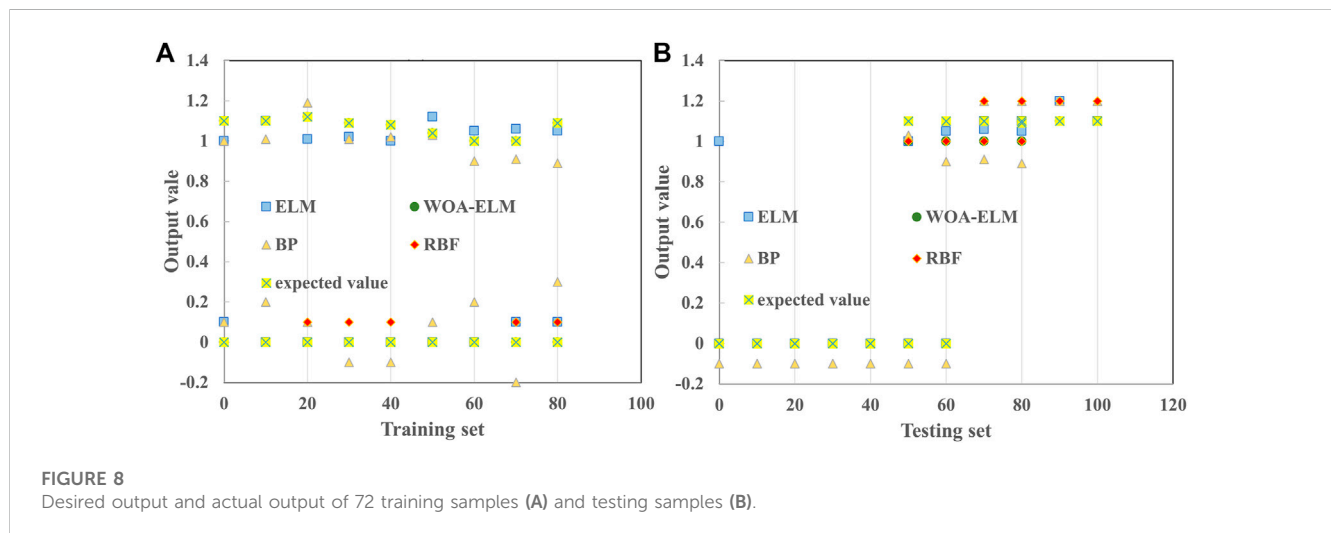 A
1.4
1.2
1
0.8
0.6
0.4
0.2
0
-0.2
Output vale
ELM
WOA-ELM
BP
RBF
expected value
0
20
40
60
80
100
Training set
B
1.4
1.2
1
0.8
0.6
0.4
0.2
0
-0.2
Output value
ELM
WOA-ELM
BP
RBF
expected value
0
20
40
60
80
100
120
Testing set
FIGURE 8
Desired output and actual output of 72 training samples (A) and testing samples (B).